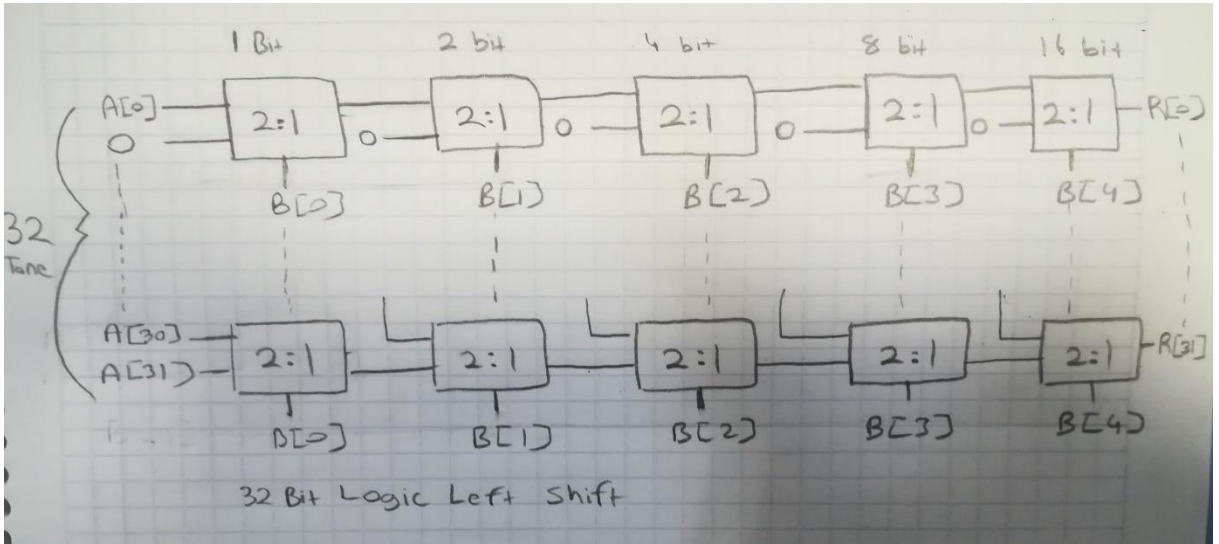 1 Bit 2 bit 4 bit 8 bit 16 bit
A[0] 2:1 2:1 2:1 2:1 2:1 R[0]
0 0 0 0 0
B[0] B[1] B[2] B[3] B[4]
32
Tane
A[30] 2:1 2:1 2:1 2:1 2:1 R[31]
A[31]
B[0] B[1] B[2] B[3] B[4]
32 Bit Logic Left Shift